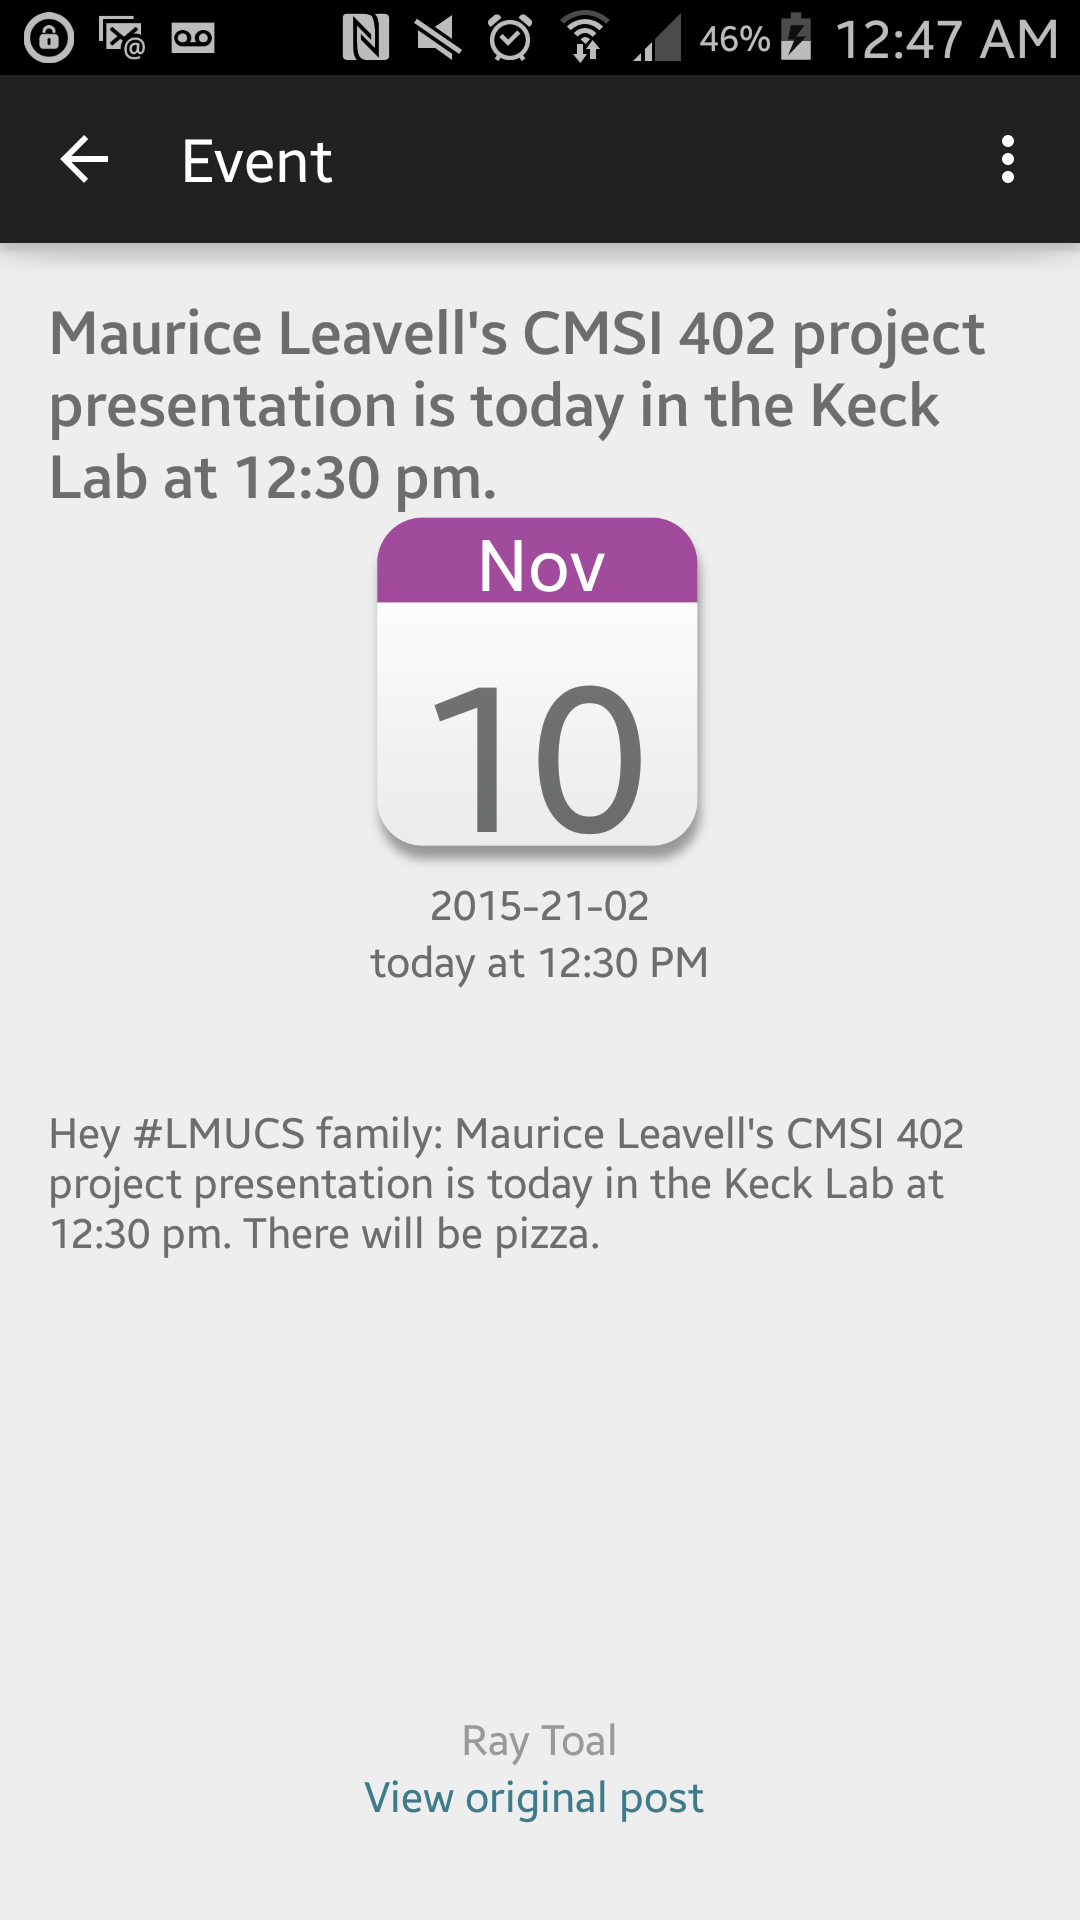 46% 12:47 AM
Event
Maurice Leavell's CMSI 402 project
presentation is today in the Keck
Lab at 12:30 pm.
Nov
10
2015-21-02
today at 12:30 PM
Hey #LMUCS family: Maurice Leavell's CMSI 402
project presentation is today in the Keck Lab at
12:30 pm. There will be pizza.
Ray Toal
View original post